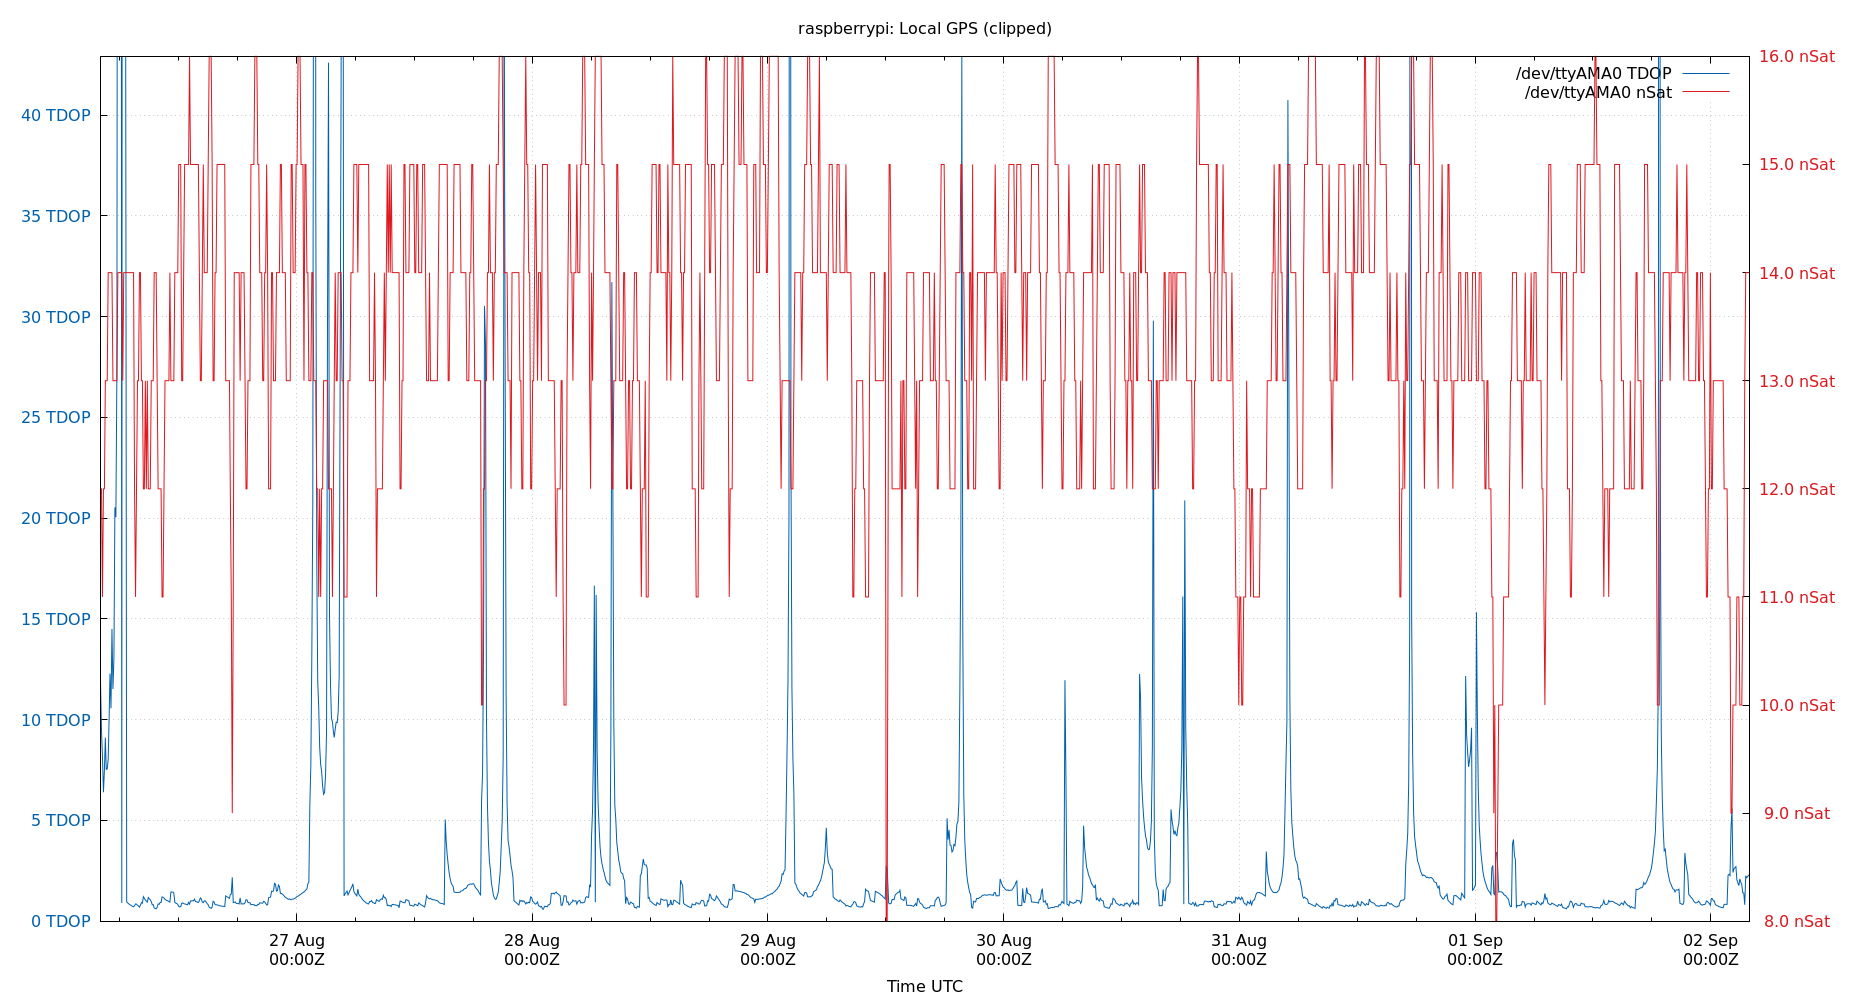 raspberrypi: Local GPS (clipped)
/dev/ttyAMA0 TDOP
/dev/ttyAMA0 nSat
40 TDOP
35 TDOP
30 TDOP
25 TDOP
20 TDOP
15 TDOP
10 TDOP
5 TDOP
0 TDOP
16.0 nSat
15.0 nSat
14.0 nSat
13.0 nSat
12.0 nSat
11.0 nSat
10.0 nSat
9.0 nSat
8.0 nSat
27 Aug
00:00Z
28 Aug
00:00Z
29 Aug
00:00Z
30 Aug
00:00Z
31 Aug
00:00Z
01 Sep
00:00Z
02 Sep
00:00Z
Time UTC